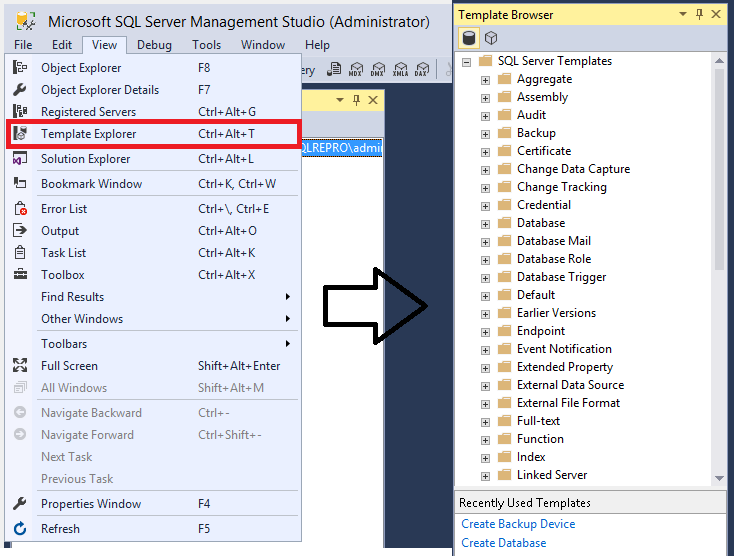 Microsoft SQL Server Management Studio (Administrator)
File Edit View Debug Tools Window Help
Object Explorer F8
Object Explorer Details F7
Registered Servers Ctrl+Alt+G
Template Explorer Ctrl+Alt+T
Solution Explorer Ctrl+Alt+L
Bookmark Window Ctrl+K, Ctrl+W
Error List Ctrl+\, Ctrl+E
Output Ctrl+Alt+O
Task List Ctrl+Alt+K
Toolbox Ctrl+Alt+X
Find Results
Other Windows
Toolbars
Full Screen Shift+Alt+Enter
All Windows Shift+Alt+M
Navigate Backward Ctrl+-
Navigate Forward Ctrl+Shift+-
Next Task
Previous Task
Properties Window F4
Refresh F5
ery MDX DMX XMLA DAX
QLREPRO\admi
Template Browser
SQL Server Templates
Aggregate
Assembly
Audit
Backup
Certificate
Change Data Capture
Change Tracking
Credential
Database
Database Mail
Database Role
Database Trigger
Default
Earlier Versions
Endpoint
Event Notification
Extended Property
External Data Source
External File Format
Full-text
Function
Index
Linked Server
Recently Used Templates
Create Backup Device
Create Database